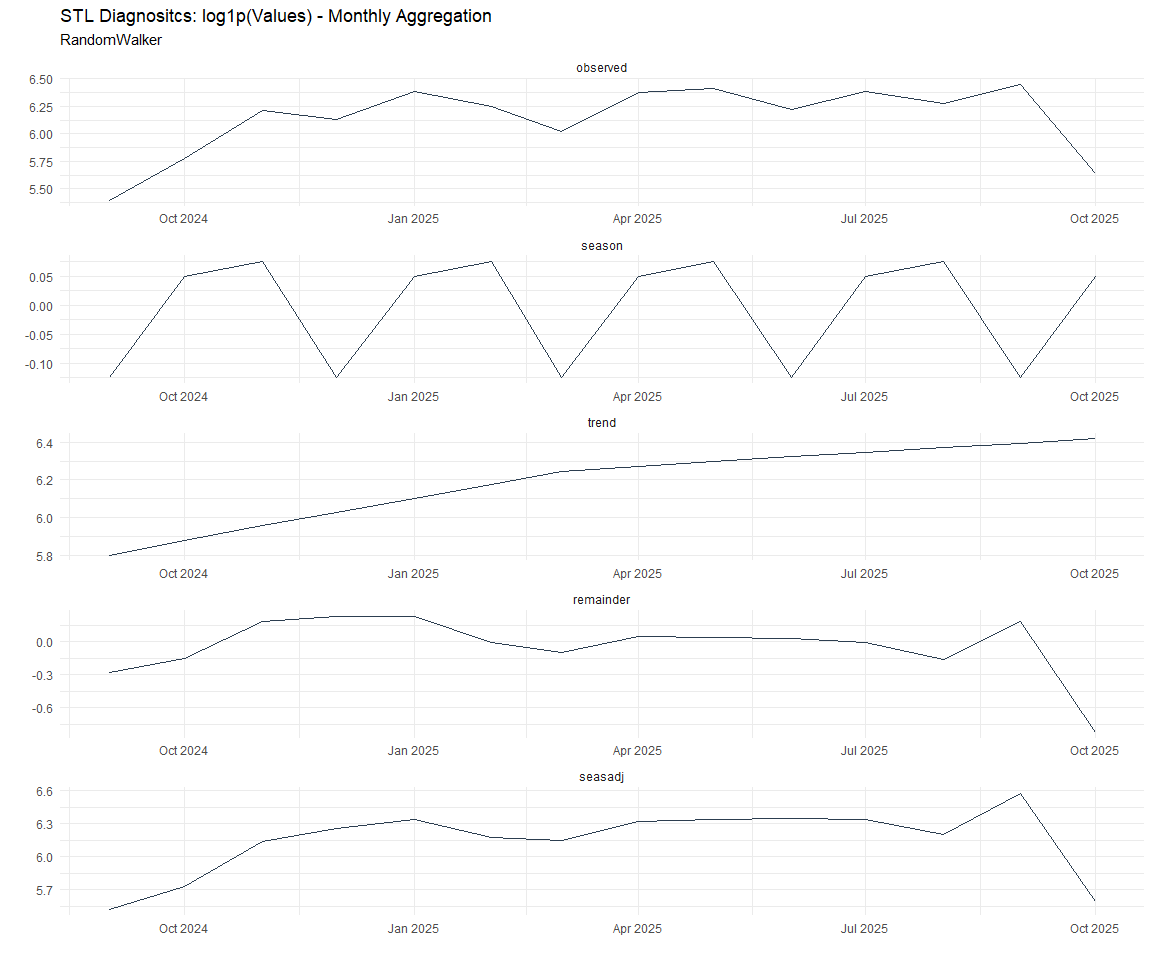 STL Diagnositcs: log1p(Values) - Monthly Aggregation
RandomWalker
observed
6.50
6.25
6.00
5.75
5.50
Oct 2024 Jan 2025 Apr 2025 Jul 2025 Oct 2025
season
0.05
0.00
-0.05
-0.10
Oct 2024 Jan 2025 Apr 2025 Jul 2025 Oct 2025
trend
6.4
6.2
6.0
5.8
Oct 2024 Jan 2025 Apr 2025 Jul 2025 Oct 2025
remainder
0.0
-0.3
-0.6
Oct 2024 Jan 2025 Apr 2025 Jul 2025 Oct 2025
seasadj
6.6
6.3
6.0
5.7
Oct 2024 Jan 2025 Apr 2025 Jul 2025 Oct 2025